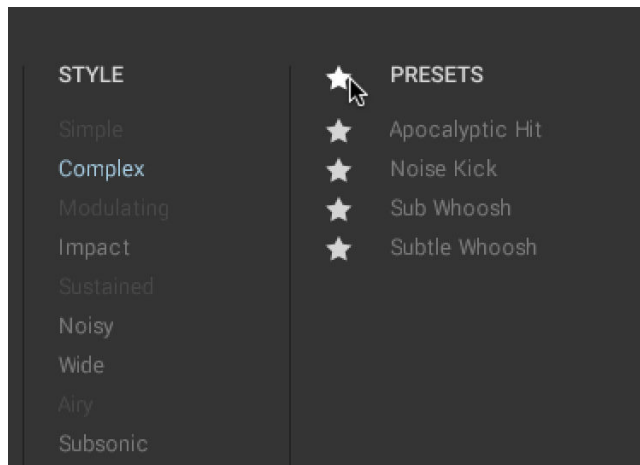 STYLE
Simple
Complex
Modulating
Impact
Sustained
Noisy
Wide
Airy
Subsonic
PRESETS
Apocalyptic Hit
Noise Kick
Sub Whoosh
Subtle Whoosh